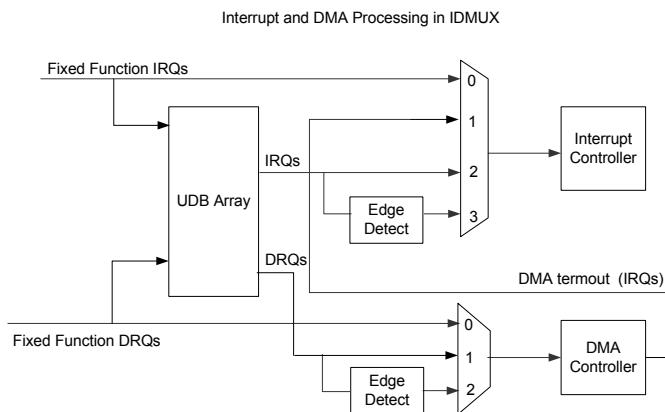 Interrupt and DMA Processing in IDMUX
Fixed Function IRQs
0
1
2
3
Interrupt
Controller
UDB Array
IRQs
Edge
Detect
DRQs
DMA termout (IRQs)
Fixed Function DRQs
0
1
2
Edge
Detect
DMA
Controller